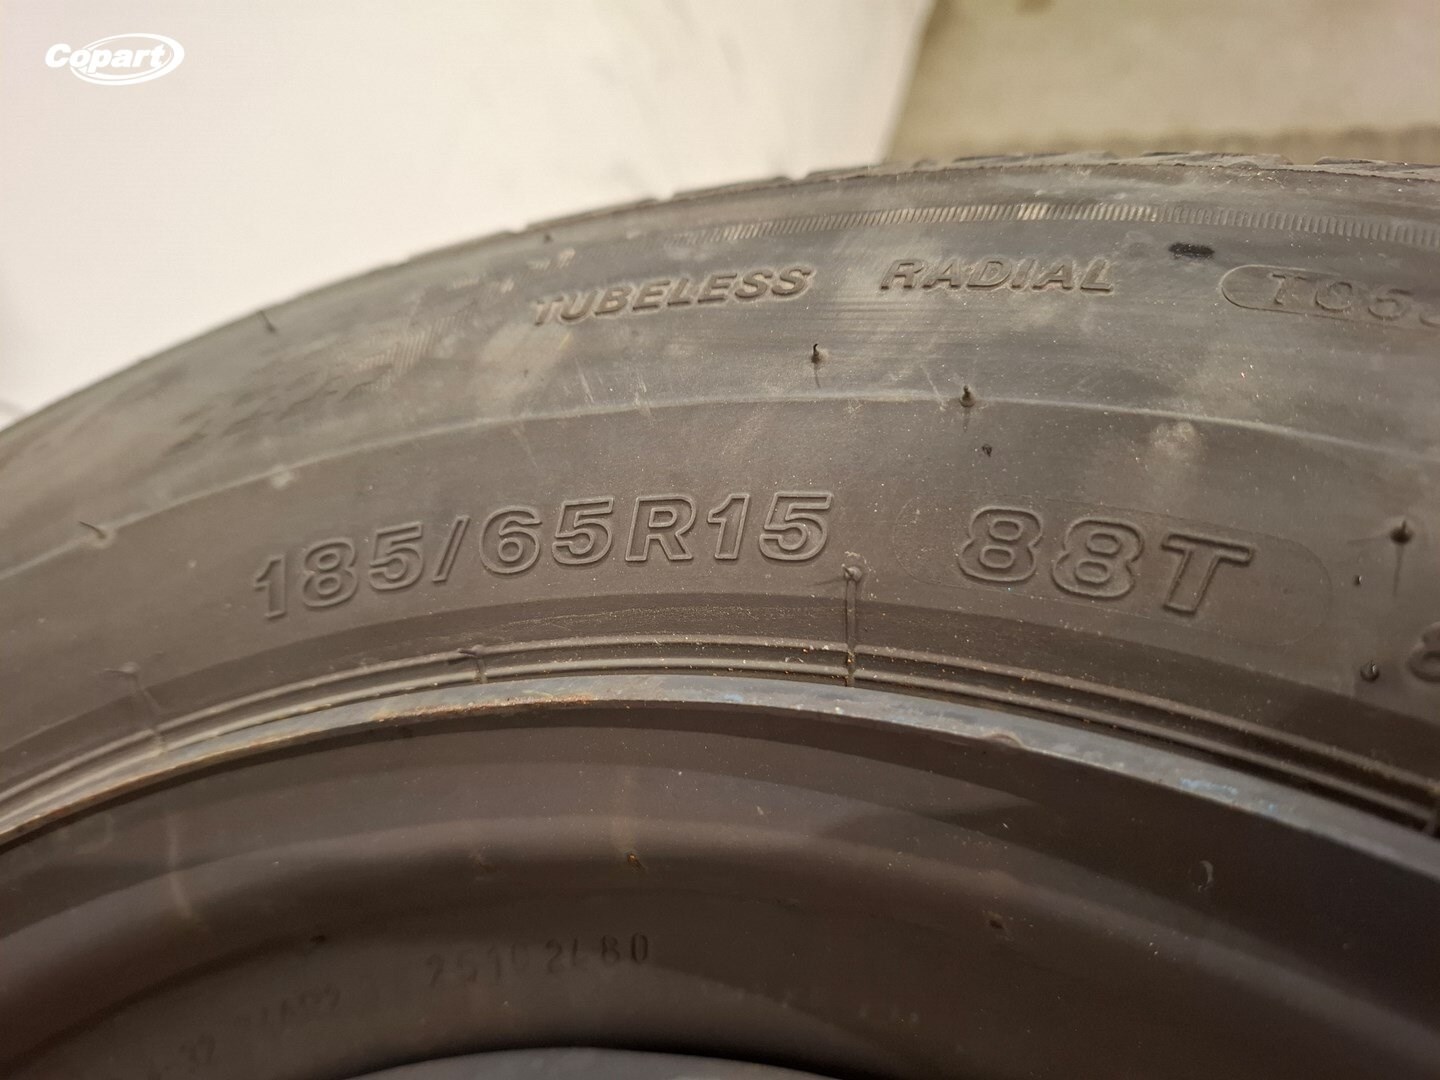 Copart
TUBELESS RADIAL
185/65R15 88T